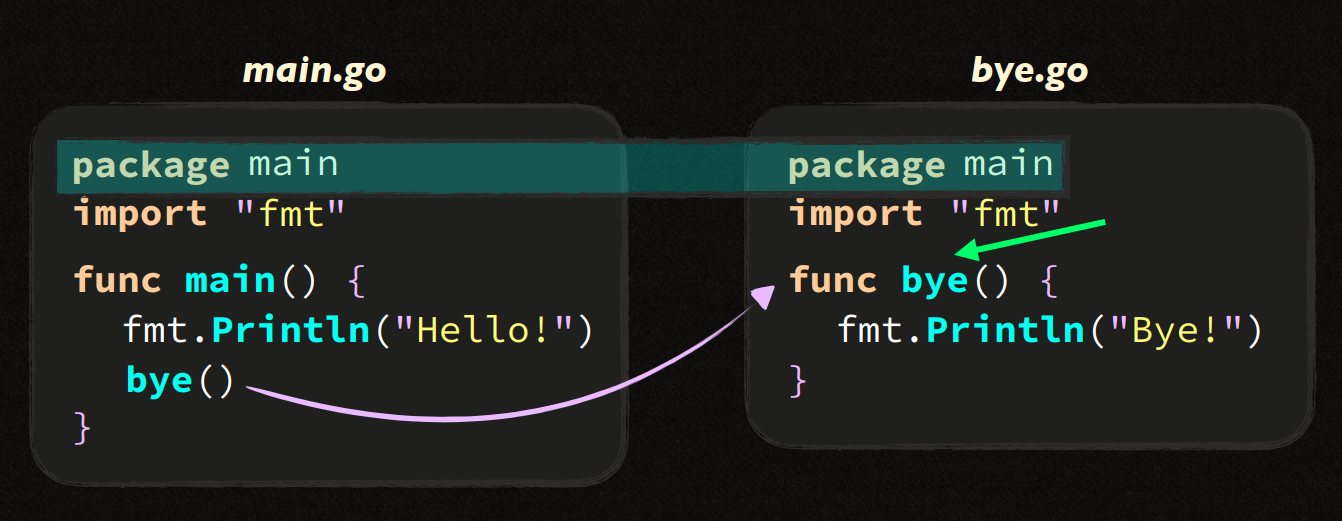 main.go
package main
import "fmt"
func main() {
fmt.Println("Hello!")
bye()
}
bye.go
package main
import "fmt"
func bye() {
fmt.Println("Bye!")
}